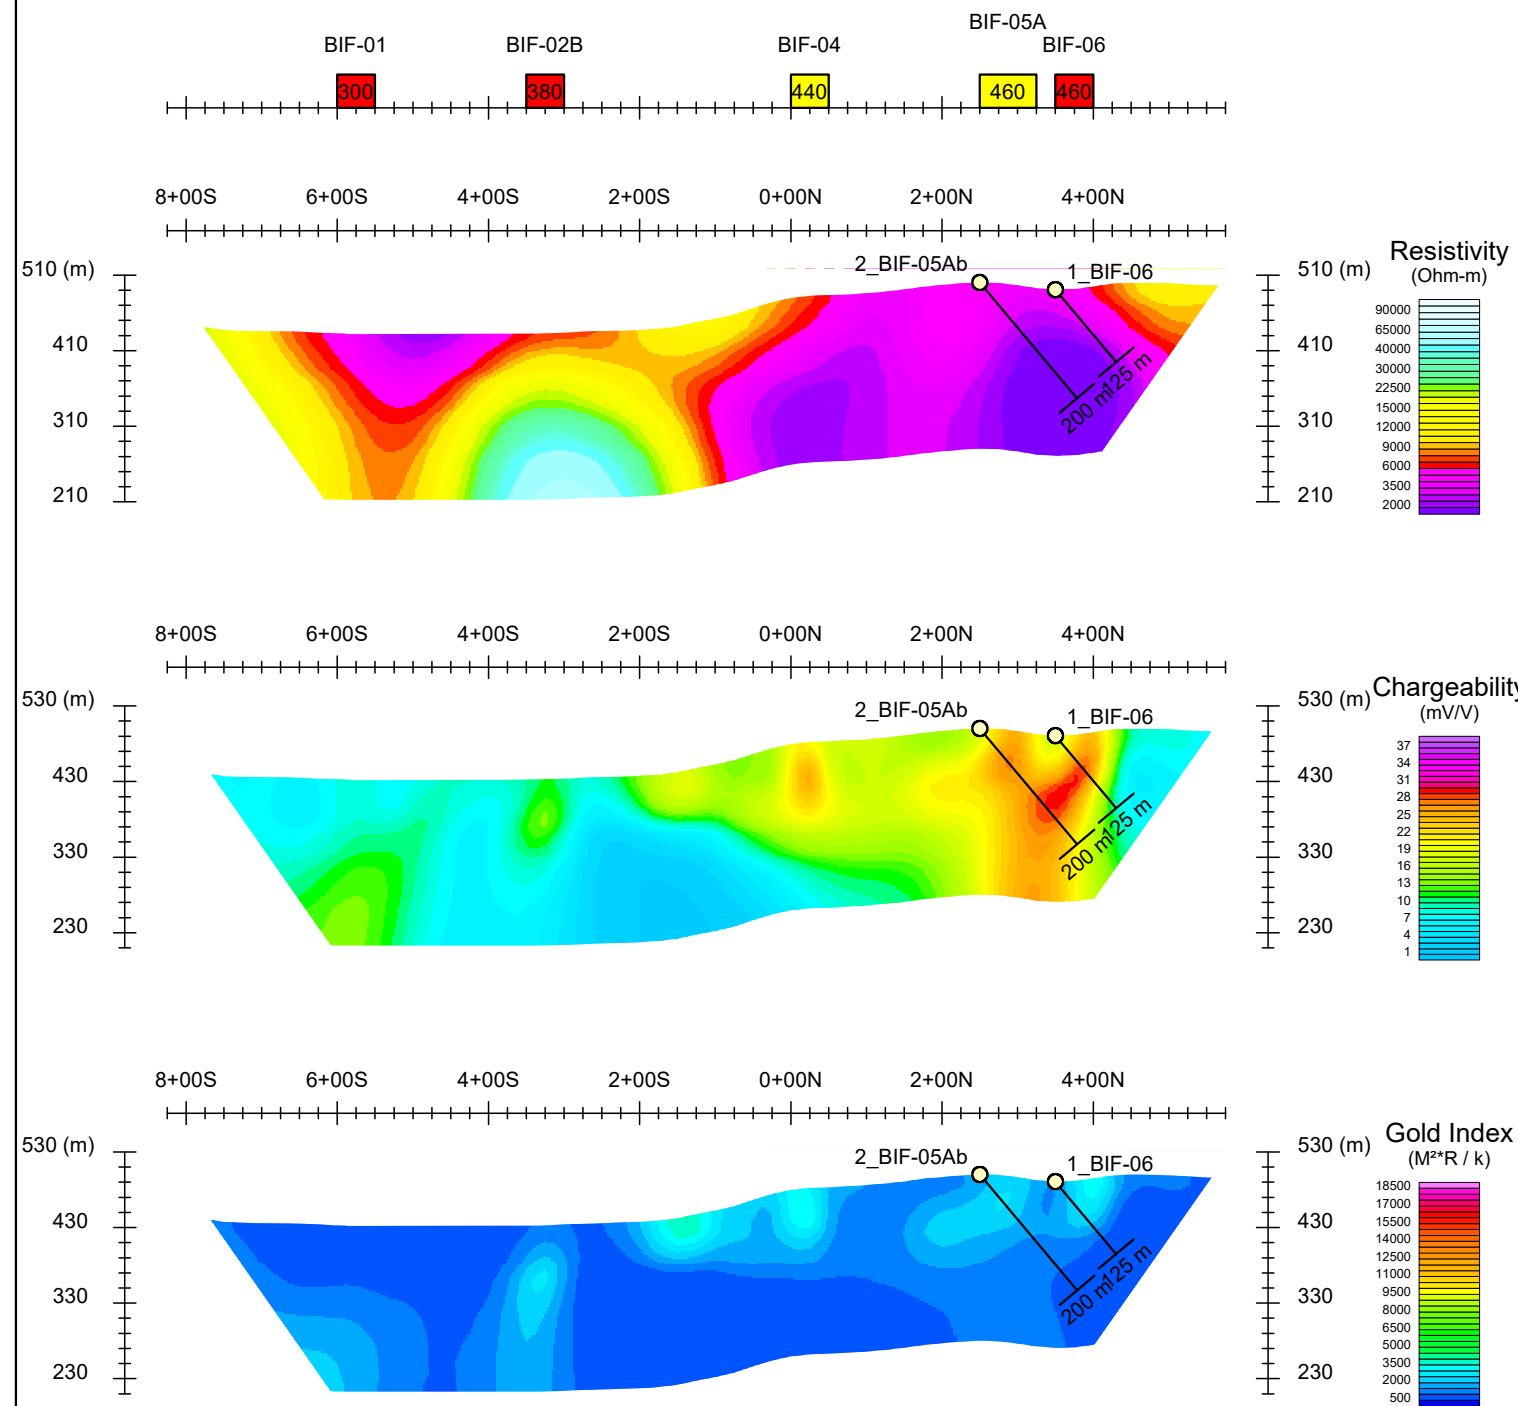 BIF-05A
BIF-01 BIF-02B BIF-04 BIF-06
300 380 440 460 460
8+00S 6+00S 4+00S 2+00S 0+00N 2+00N 4+00N
Resistivity
(Ohm-m)
510 (m) 2_BIF-05Ab 1_BIF-06 510 (m)
410 410
310 310
210 210
200 m 125 m
90000
65000
40000
30000
22500
15000
12000
9000
6000
3500
2000
8+00S 6+00S 4+00S 2+00S 0+00N 2+00N 4+00N
Chargeability
(mV/V)
530 (m) 2_BIF-05Ab 1_BIF-06 530 (m)
430 430
330 330
230 230
200 m 125 m
37
34
31
28
25
22
19
16
13
10
7
4
1
8+00S 6+00S 4+00S 2+00S 0+00N 2+00N 4+00N
Gold Index
(M²*R / k)
530 (m) 2_BIF-05Ab 1_BIF-06 530 (m)
430 430
330 330
230 230
200 m 125 m
18500
17000
15500
14000
12500
11000
9500
8000
6500
5000
3500
2000
500